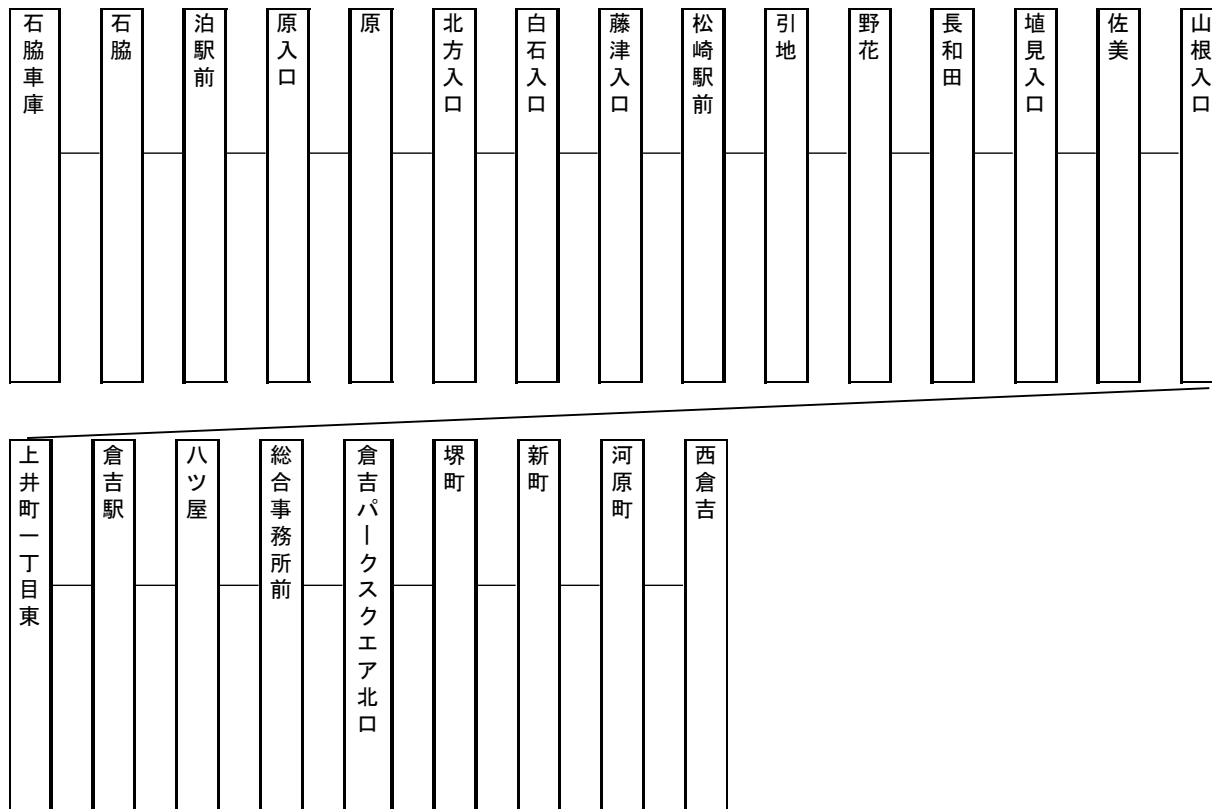 石脇車庫
石脇
泊駅前
原入口
原
北方入口
白石入口
藤津入口
松崎駅前
引地
野花
長和田
埴見入口
佐美
山根入口
上井町一丁目東
倉吉駅
八ツ屋
総合事務所前
倉吉パークスクエア北口
堺町
新町
河原町
西倉吉